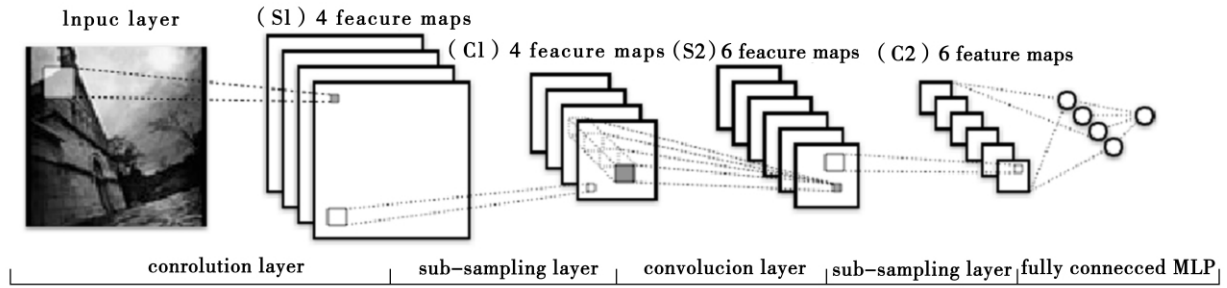 lnpuc layer
(Sl) 4 feacure maps
(Cl) 4 feacure maps
(S2) 6 feacure maps
(C2) 6 feature maps
conrolution layer
sub-sampling layer
convolucion layer
sub-sampling layer
fully connecced MLP